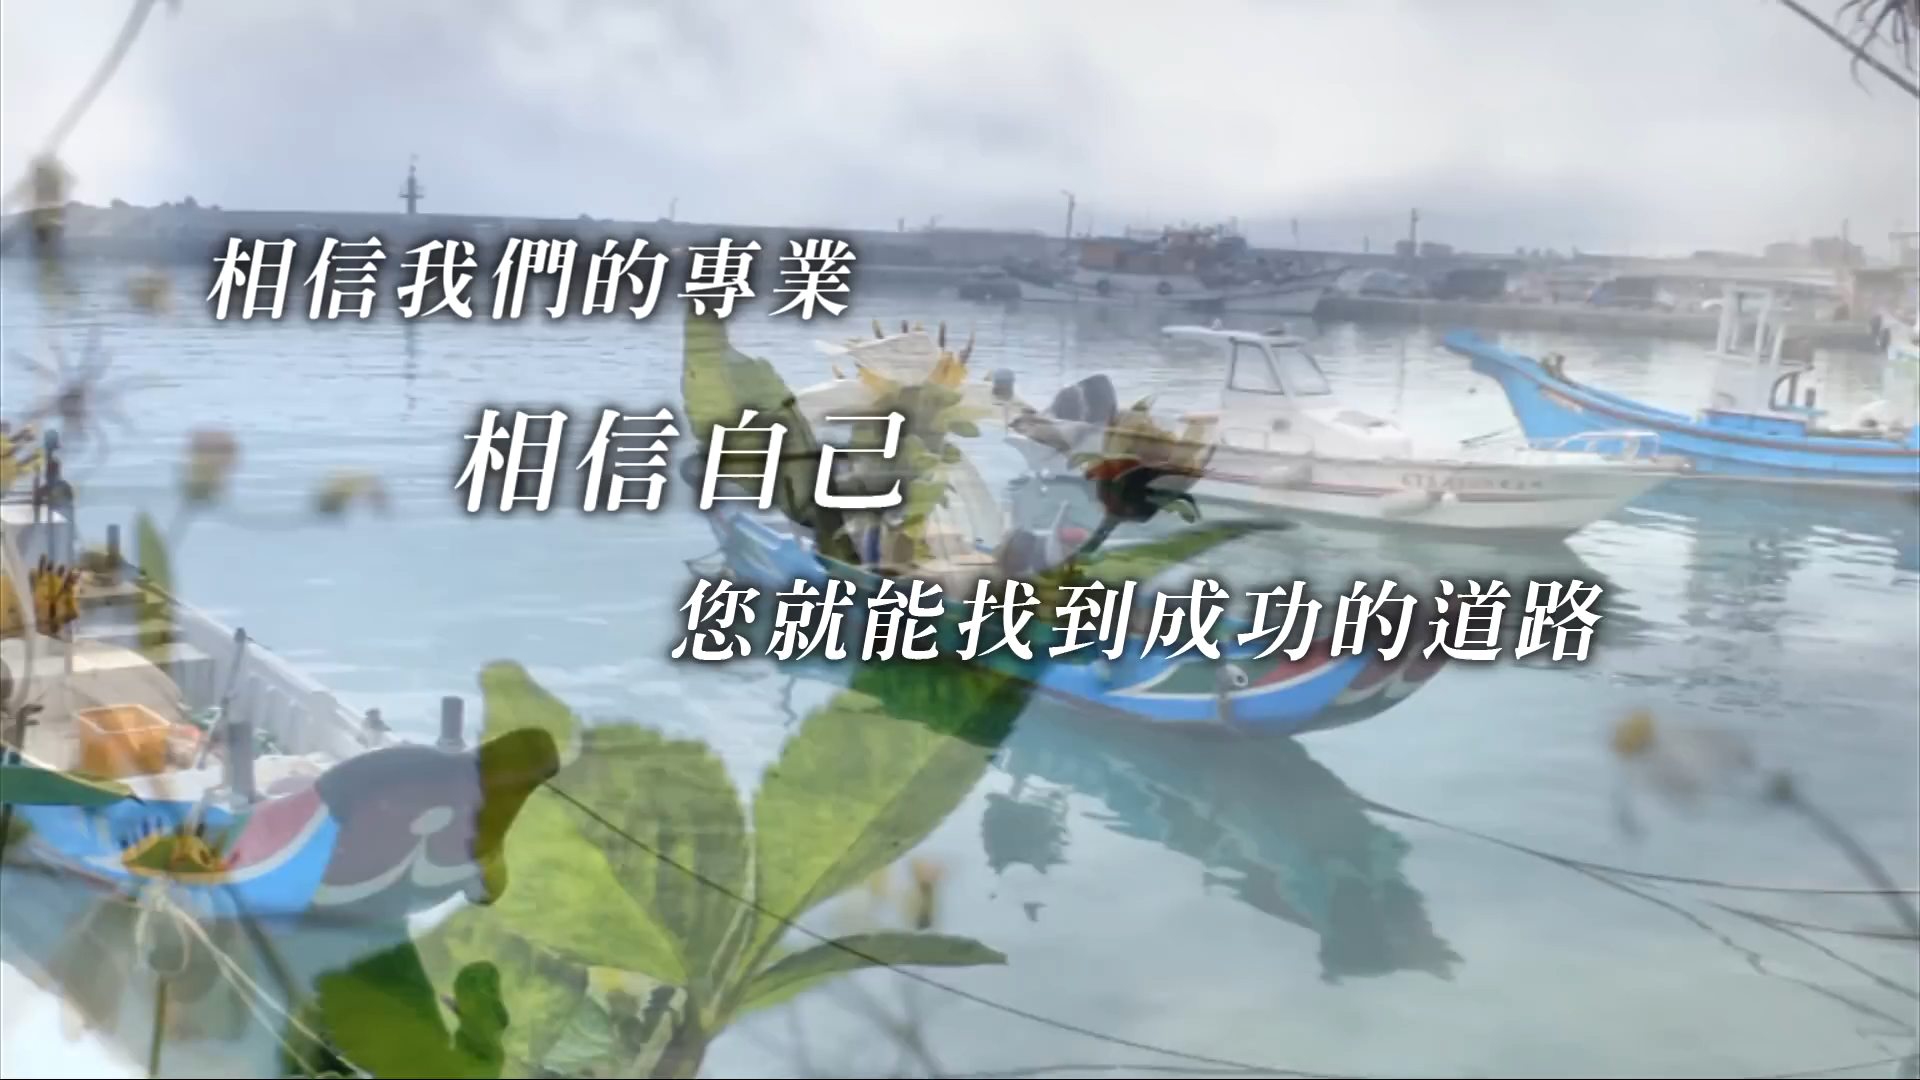 相信我們的專業
相信自己
您就能找到成功的道路